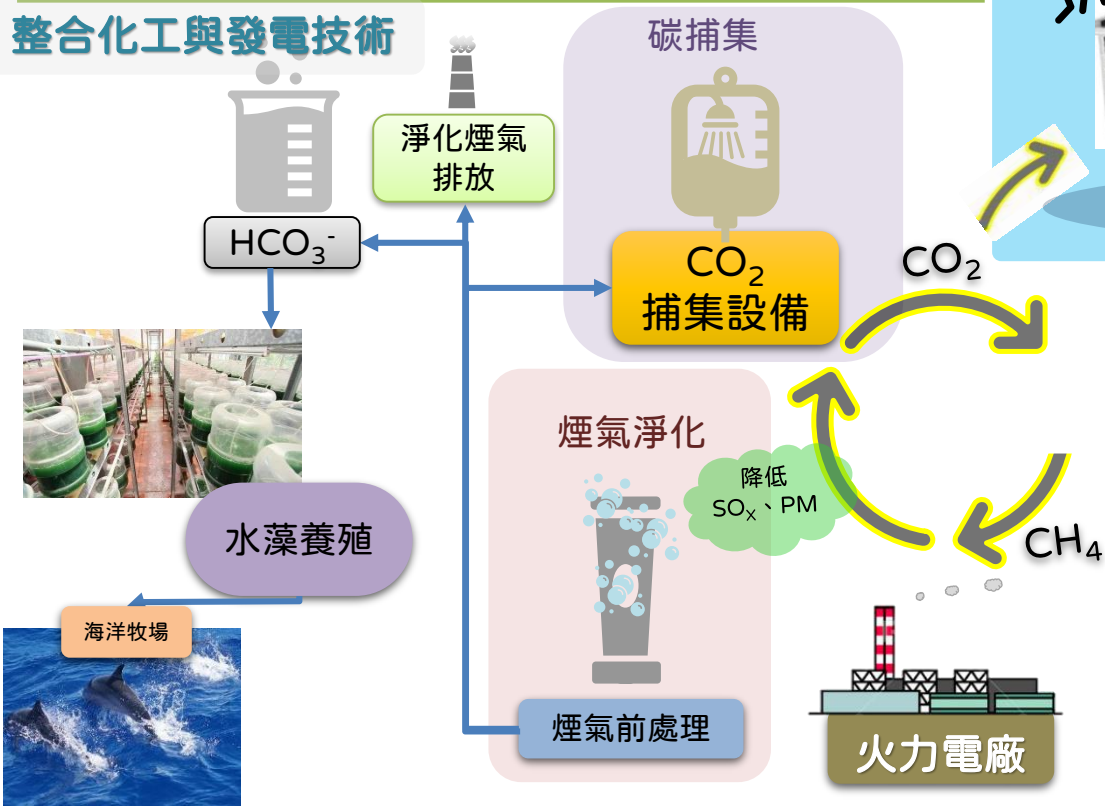 整合化工與發電技術
碳捕集
淨化煙氣
排放
HCO₃⁻
CO₂
捕集設備
CO₂
煙氣淨化
降低
SOₓ、PM
CH₄
水藻養殖
海洋牧場
煙氣前處理
火力電廠